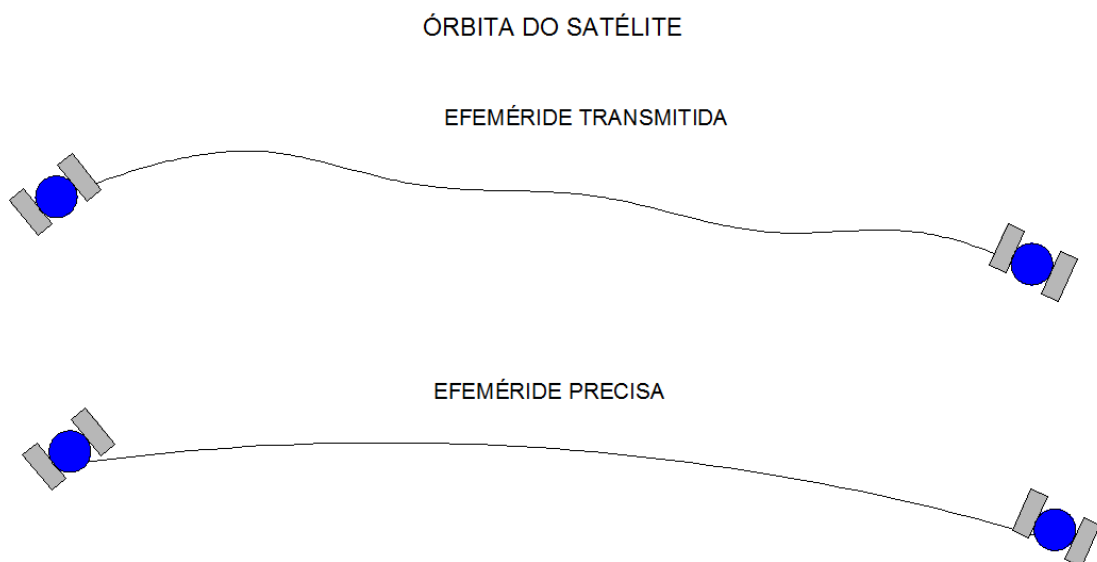 ÓRBITA DO SATÉLITE
EFEMÉRIDE TRANSMITIDA
EFEMÉRIDE PRECISA